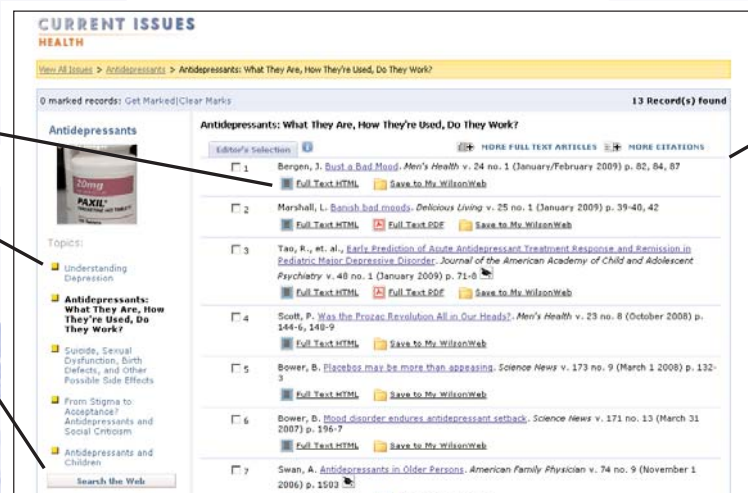 CURRENT ISSUES
HEALTH
View All Issues > Antidepressants > Antidepressants: What They Are, How They're Used, Do They Work?
0 marked records: Get Marked|Clear Marks
13 Record(s) found
Antidepressants
20mg
PAXIL
Topics:
Understanding
Depression
Antidepressants:
What They Are, How
They're Used, Do
They Work?
Suicide, Sexual
Dysfunction, Birth
Defects, and Other
Possible Side Effects
From Stigma to
Acceptance?
Antidepressants and
Social Criticism
Antidepressants and
Children
Search the Web
Antidepressants: What They Are, How They're Used, Do They Work?
Editor's Selection
MORE FULL TEXT ARTICLES MORE CITATIONS
1 Bergen, J. Bust a Bad Mood. Men's Health v. 24 no. 1 (January/February 2009) p. 82, 84, 87
Full Text HTML Save to My WilsonWeb
2 Marshall, L. Banish bad moods. Delicious Living v. 25 no. 1 (January 2009) p. 39-40, 42
Full Text HTML Full Text PDF Save to My WilsonWeb
3 Tao, R., et. al., Early Prediction of Acute Antidepressant Treatment Response and Remission in
Pediatric Major Depressive Disorder. Journal of the American Academy of Child and Adolescent
Psychiatry v. 48 no. 1 (January 2009) p. 71-8
Full Text HTML Full Text PDF Save to My WilsonWeb
4 Scott, P. Was the Prozac Revolution All in Our Heads?. Men's Health v. 23 no. 8 (October 2008) p.
144-6, 148-9
Full Text HTML Save to My WilsonWeb
5 Bower, B. Placebos may be more than appeasing. Science News v. 173 no. 9 (March 1 2008) p. 132-
3
Full Text HTML Save to My WilsonWeb
6 Bower, B. Mood disorder endures antidepressant setback. Science News v. 171 no. 13 (March 31
2007) p. 196-7
Full Text HTML Save to My WilsonWeb
7 Swan, A. Antidepressants in Older Persons. American Family Physician v. 74 no. 9 (November 1
2006) p. 1503